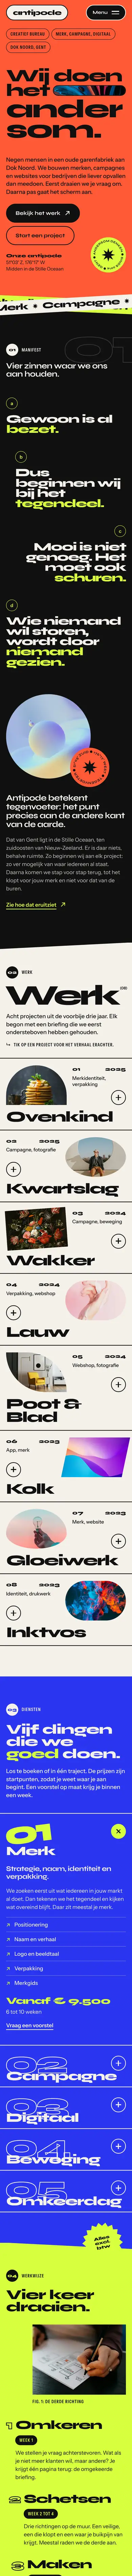 antipode
Menu
CREATIEF BUREAU
MERK, CAMPAGNE, DIGITAAL
DOK NOORD, GENT
Wij doen
het
ander
som.
Negen mensen in een oude garenfabriek aan
Dok Noord. We bouwen merken, campagnes
en websites voor bedrijven die liever opvallen
dan meedoen. Eerst draaien we je vraag om.
Daarna pas gaat het scherm aan.
Bekijk het werk
Start een project
Onze antipode
Midden in de Stille Oceaan
Merk
Campagne
01
01
MANIFEST
Vier zinnen waar we ons
aan houden.
a
Gewoon is al
bezet.
b
Dus
beginnen wij
bij het
tegendeel.
c
Mooi is niet
genoeg. Het
moet ook
schuren.
d
Wie niemand
wil storen,
wordt door
niemand
gezien.
Antipode betekent
tegenvoeter: het punt
precies aan de andere kant
van de aarde.
Dat van Gent ligt in de Stille Oceaan, ten
zuidoosten van Nieuw-Zeeland. Er is daar niets,
behalve ruimte. Zo beginnen wij aan elk project:
zo ver mogelijk van waar iedereen al staat.
Daarna komen we stap voor stap terug, tot het
klopt voor jouw merk en niet voor dat van de
buren.
Zie hoe dat eruitziet
02
WERK
Werk
(08)
Acht projecten uit de voorbije drie jaar. Elk
begon met een briefing die we eerst
ondersteboven hebben gehouden.
TIK OP EEN PROJECT VOOR HET VERHAAL ERACHTER.
01
2025
Merkidentiteit,
verpakking
Ovenkind
02
2025
Campagne, fotografie
Kwartslag
03
2024
Campagne, beweging
Wakker
04
2024
Verpakking, webshop
Lauw
05
2024
Webshop, fotografie
Poot &
Blad
06
2023
App, merk
Kolk
07
2023
Merk, website
Gloeiwerk
08
2023
Identiteit, drukwerk
Inktvos
03
DIENSTEN
Vijf dingen
die we
goed doen.
Los te boeken of in één traject. De prijzen zijn
startpunten, zodat je weet waar je aan
begint. Een voorstel op maat krijg je binnen
een week.
01
Merk
Strategie, naam, identiteit en
verpakking.
We zoeken eerst uit wat iedereen in jouw markt
al doet. Dan tekenen we het tegendeel en kijken
wat overeind blijft. Daar zit meestal je merk.
Positionering
Naam en verhaal
Logo en beeldtaal
Verpakking
Merkgids
Vanaf € 9.500
6 tot 10 weken
Vraag een voorstel
02
Campagne
03
Digitaal
04
Beweging
05
Omkeerdag
Alles
excl.
btw
04
WERKWIJZE
Vier keer
draaien.
FIG. 1: DE EERSTE RICHTING
1
Omkeren
WEEK 1
We stellen je vraag achterstevoren. Wat als
je niet meer klanten wil, maar andere? Je
krijgt één pagina terug: de omgekeerde
briefing.
2
Schetsen
WEEK 2 TOT 4
Drie richtingen op de muur. Een veilige,
een die klopt en een waar je buikpijn van
krijgt. Meestal raden we de derde aan.
3
Maken